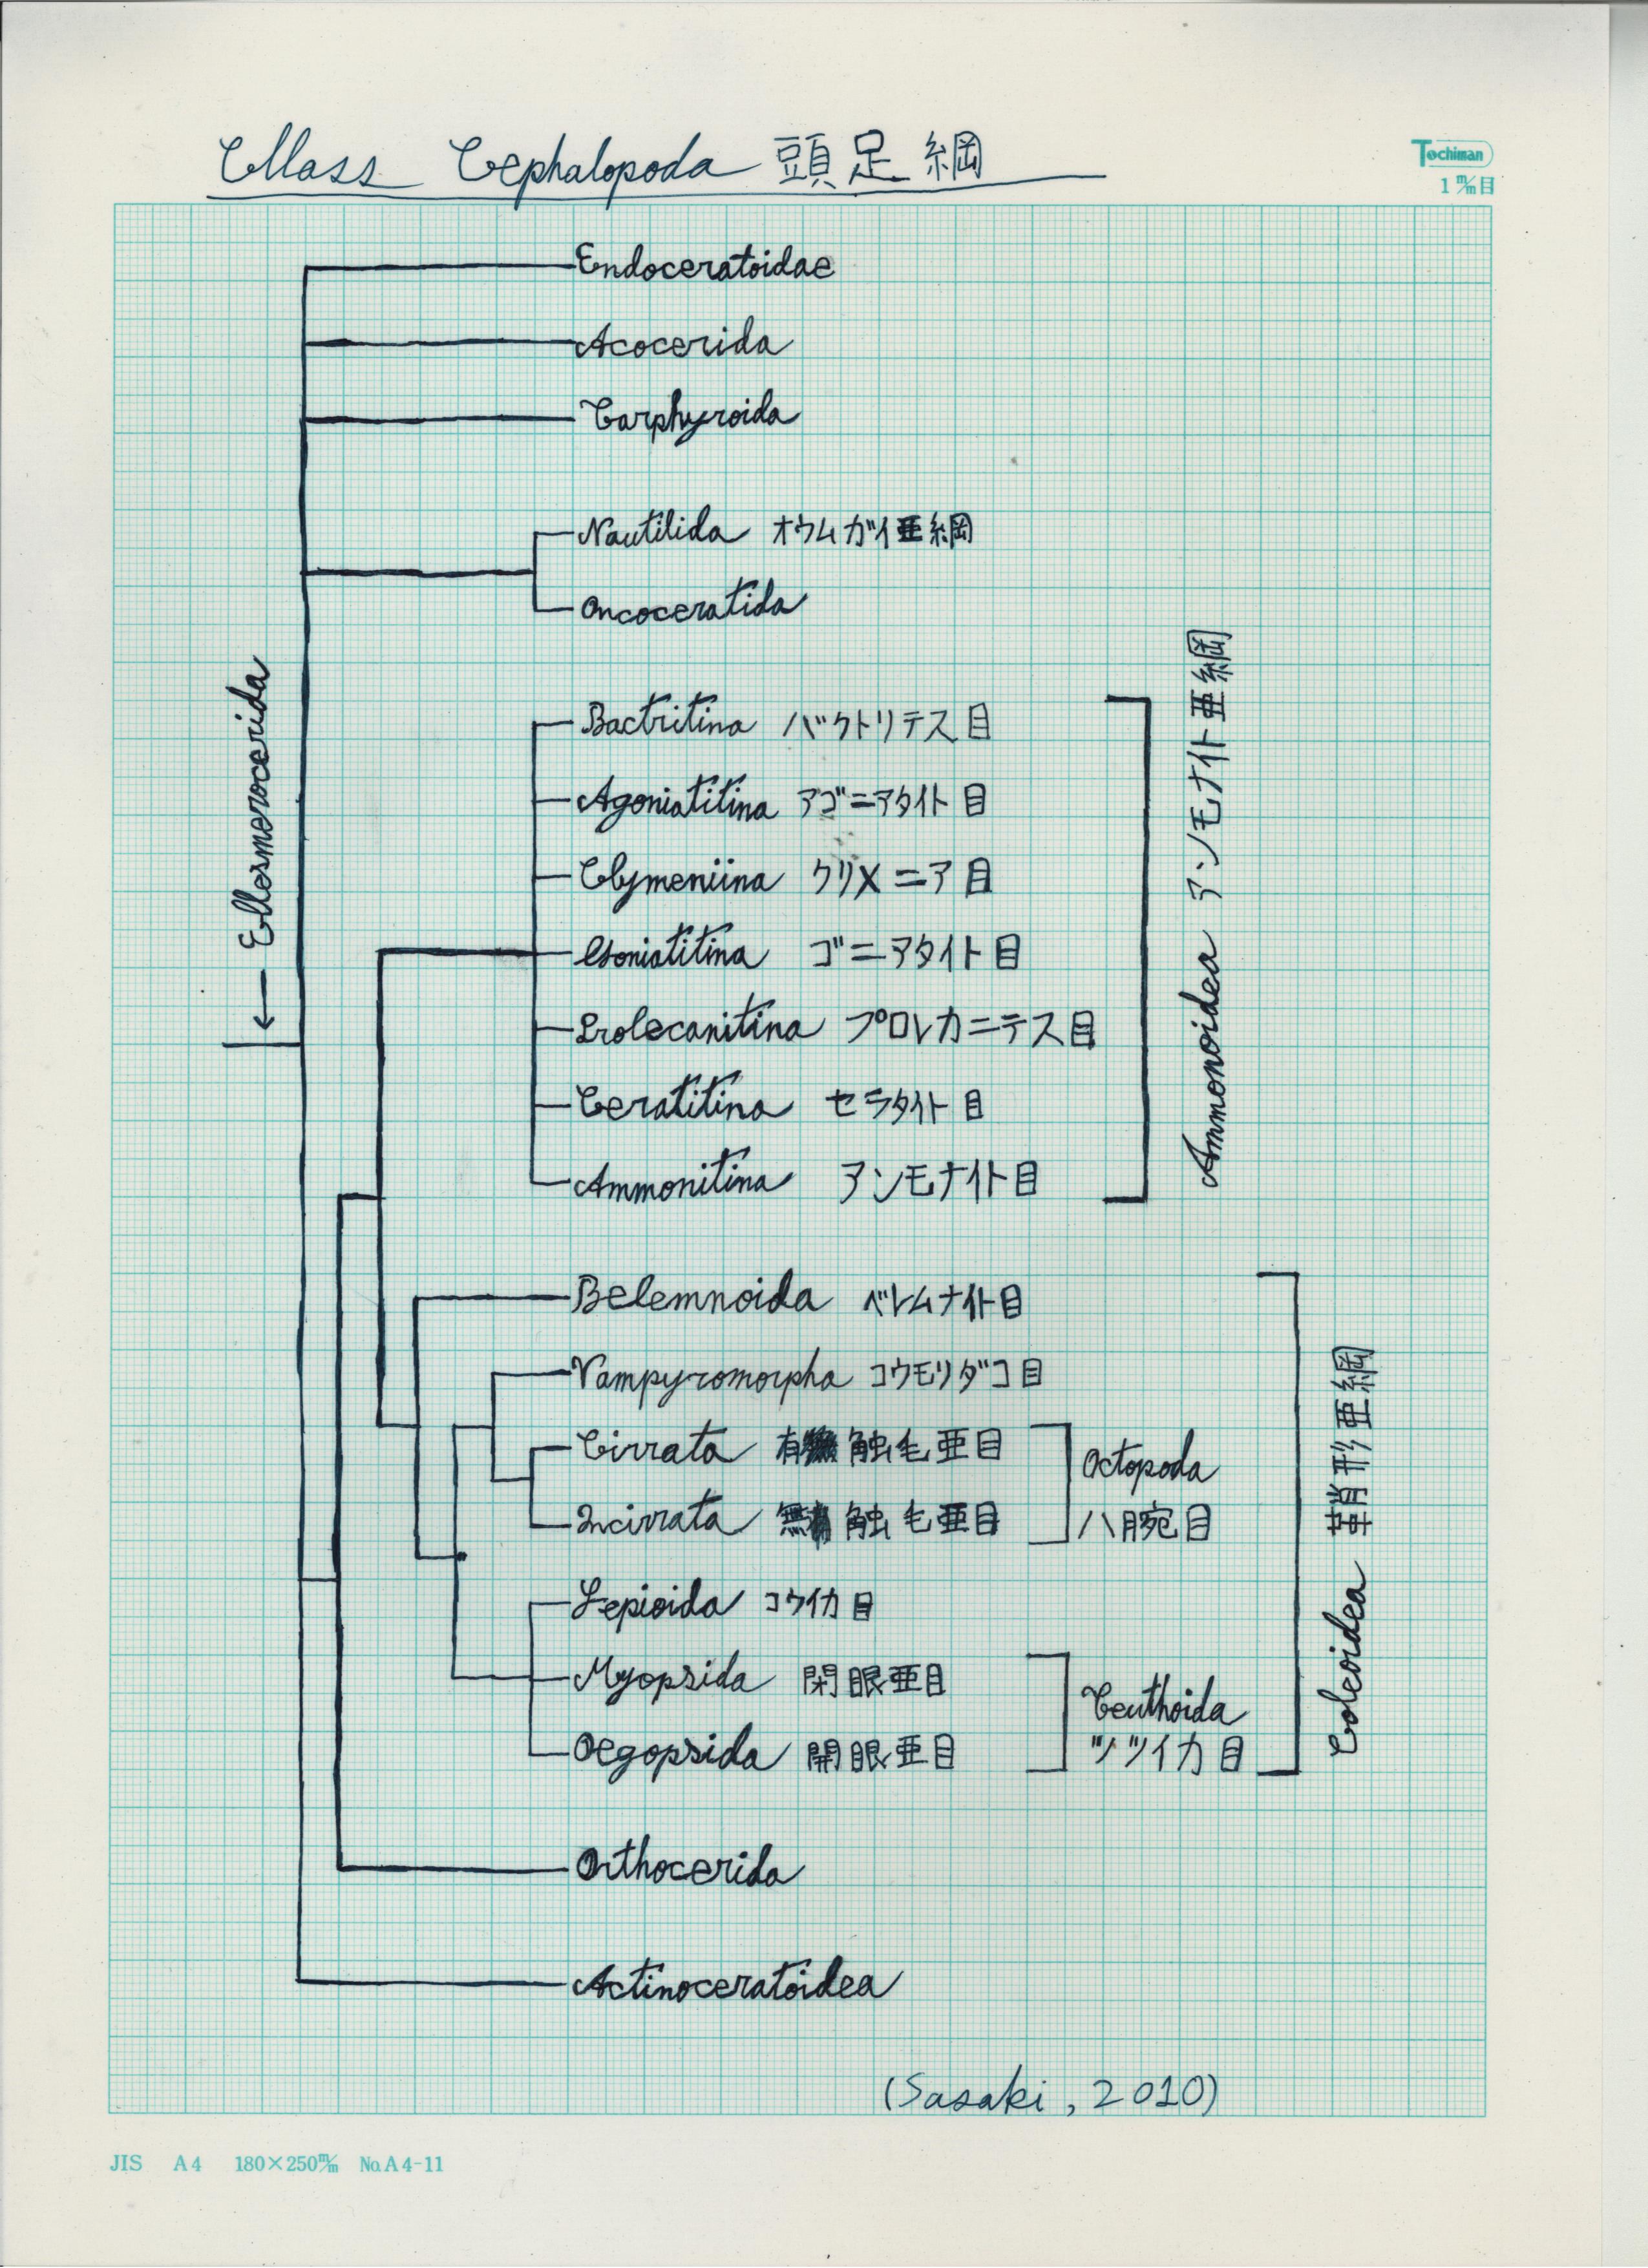 Class Cephalopoda 頭足綱
Tochiman
1 m/m目
Endoceratoidae
Acocerida
Tarphyroida
Nautilida オウムガイ亜綱
Oncoceratida
← Ellesmerocerida
Bactritina バクトリテス目
Agoniatitina アゴニアタイト目
Clymeniina クリメニア目
Goniatitina ゴニアタイト目
Prolecanitina プロレカニテス目
Ceratitina セラタイト目
Ammonitina アンモナイト目
Ammonoidea アンモナイト亜綱
Belemnoida ベレムナイト目
Vampyromorpha コウモリダコ目
Cirrata 有触毛亜目
Incirrata 無触毛亜目
Octopoda
八腕目
Sepioida コウイカ目
Myopsida 閉眼亜目
Oegopsida 開眼亜目
Teuthoida
ツツイカ目
Coleoidea 鞘形亜綱
Orthocerida
Actinoceratoidea
(Sasaki, 2010)
JIS A4 180×250m/m No.A4-11